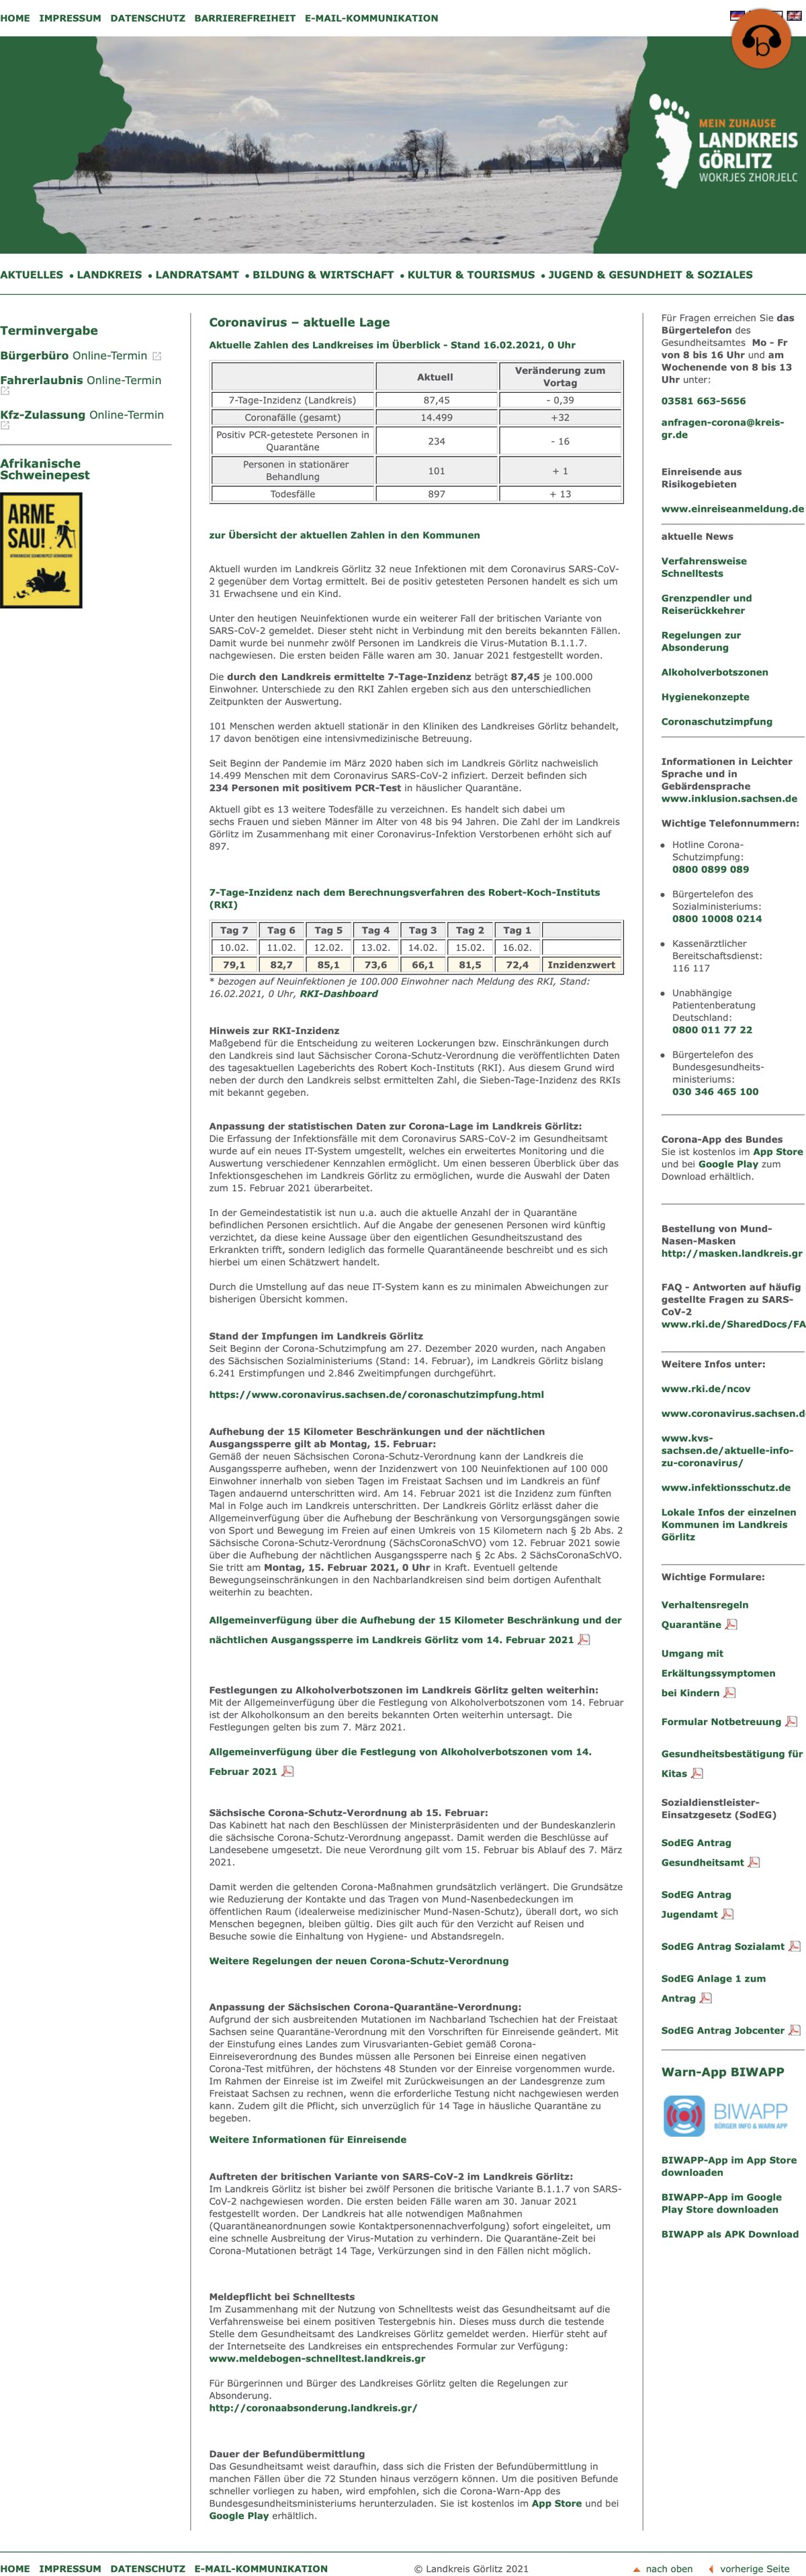 HOME IMPRESSUM DATENSCHUTZ BARRIEREFREIHEIT E-MAIL-KOMMUNIKATION
MEIN ZUHAUSE
LANDKREIS
GÖRLITZ
WOKRJES ZHORJELC
AKTUELLES • LANDKREIS • LANDRATSAMT • BILDUNG & WIRTSCHAFT • KULTUR & TOURISMUS • JUGEND & GESUNDHEIT & SOZIALES
Terminvergabe
Bürgerbüro Online-Termin
Fahrerlaubnis Online-Termin
Kfz-Zulassung Online-Termin
Afrikanische
Schweinepest
ARME
SAU!
Coronavirus – aktuelle Lage
Aktuelle Zahlen des Landkreises im Überblick - Stand 16.02.2021, 0 Uhr
Aktuell Veränderung zum
Vortag
7-Tage-Inzidenz (Landkreis) 87,45 - 0,39
Coronafälle (gesamt) 14.499 +32
Positiv PCR-getestete Personen in
Quarantäne 234 - 16
Personen in stationärer
Behandlung 101 + 1
Todesfälle 897 + 13
zur Übersicht der aktuellen Zahlen in den Kommunen
Aktuell wurden im Landkreis Görlitz 32 neue Infektionen mit dem Coronavirus SARS-CoV-
2 gegenüber dem Vortag ermittelt. Bei de positiv getesteten Personen handelt es sich um
31 Erwachsene und ein Kind.
Unter den heutigen Neuinfektionen wurde ein weiterer Fall der britischen Variante von
SARS-CoV-2 gemeldet. Dieser steht nicht in Verbindung mit den bereits bekannten Fällen.
Damit wurde bei nunmehr zwölf Personen im Landkreis die Virus-Mutation B.1.1.7.
nachgewiesen. Die ersten beiden Fälle waren am 30. Januar 2021 festgestellt worden.
Die durch den Landkreis ermittelte 7-Tage-Inzidenz beträgt 87,45 je 100.000
Einwohner. Unterschiede zu den RKI Zahlen ergeben sich aus den unterschiedlichen
Zeitpunkten der Auswertung.
101 Menschen werden aktuell stationär in den Kliniken des Landkreises Görlitz behandelt,
17 davon benötigen eine intensivmedizinische Betreuung.
Seit Beginn der Pandemie im März 2020 haben sich im Landkreis Görlitz nachweislich
14.499 Menschen mit dem Coronavirus SARS-CoV-2 infiziert. Derzeit befinden sich
234 Personen mit positivem PCR-Test in häuslicher Quarantäne.
Aktuell gibt es 13 weitere Todesfälle zu verzeichnen. Es handelt sich dabei um
sechs Frauen und sieben Männer im Alter von 48 bis 94 Jahren. Die Zahl der im Landkreis
Görlitz im Zusammenhang mit einer Coronavirus-Infektion Verstorbenen erhöht sich auf
897.
7-Tage-Inzidenz nach dem Berechnungsverfahren des Robert-Koch-Instituts
(RKI)
Tag 7 Tag 6 Tag 5 Tag 4 Tag 3 Tag 2 Tag 1
10.02. 11.02. 12.02. 13.02. 14.02. 15.02. 16.02.
79,1 82,7 85,1 73,6 66,1 81,5 72,4 Inzidenzwert
* bezogen auf Neuinfektionen je 100.000 Einwohner nach Meldung des RKI, Stand:
16.02.2021, 0 Uhr, RKI-Dashboard
Hinweis zur RKI-Inzidenz
Maßgebend für die Entscheidung zu weiteren Lockerungen bzw. Einschränkungen durch
den Landkreis sind laut Sächsischer Corona-Schutz-Verordnung die veröffentlichten Daten
des tagesaktuellen Lageberichts des Robert Koch-Instituts (RKI). Aus diesem Grund wird
neben der durch den Landkreis selbst ermittelten Zahl, die Sieben-Tage-Inzidenz des RKIs
mit bekannt gegeben.
Anpassung der statistischen Daten zur Corona-Lage im Landkreis Görlitz:
Die Erfassung der Infektionsfälle mit dem Coronavirus SARS-CoV-2 im Gesundheitsamt
wurde auf ein neues IT-System umgestellt, welches ein erweitertes Monitoring und die
Auswertung verschiedener Kennzahlen ermöglicht. Um einen besseren Überblick über das
Infektionsgeschehen im Landkreis Görlitz zu ermöglichen, wurde die Auswahl der Daten
zum 15. Februar 2021 überarbeitet.
In der Gemeindestatistik ist nun u.a. auch die aktuelle Anzahl der in Quarantäne
befindlichen Personen ersichtlich. Auf die Angabe der genesenen Personen wird künftig
verzichtet, da diese keine Aussage über den eigentlichen Gesundheitszustand des
Erkrankten trifft, sondern lediglich das formelle Quarantäneende beschreibt und es sich
hierbei um einen Schätzwert handelt.
Durch die Umstellung auf das neue IT-System kann es zu minimalen Abweichungen zur
bisherigen Übersicht kommen.
Stand der Impfungen im Landkreis Görlitz
Seit Beginn der Corona-Schutzimpfung am 27. Dezember 2020 wurden, nach Angaben
des Sächsischen Sozialministeriums (Stand: 14. Februar), im Landkreis Görlitz bislang
6.241 Erstimpfungen und 2.846 Zweitimpfungen durchgeführt.
https://www.coronavirus.sachsen.de/coronaschutzimpfung.html
Aufhebung der 15 Kilometer Beschränkungen und der nächtlichen
Ausgangssperre gilt ab Montag, 15. Februar:
Gemäß der neuen Sächsischen Corona-Schutz-Verordnung kann der Landkreis die
Ausgangssperre aufheben, wenn der Inzidenzwert von 100 Neuinfektionen auf 100 000
Einwohner innerhalb von sieben Tagen im Freistaat Sachsen und im Landkreis an fünf
Tagen andauernd unterschritten wird. Am 14. Februar 2021 ist die Inzidenz zum fünften
Mal in Folge auch im Landkreis unterschritten. Der Landkreis Görlitz erlässt daher die
Allgemeinverfügung über die Aufhebung der Beschränkung von Versorgungsgängen sowie
von Sport und Bewegung im Freien auf einen Umkreis von 15 Kilometern nach § 2b Abs. 2
Sächsische Corona-Schutz-Verordnung (SächsCoronaSchVO) vom 12. Februar 2021 sowie
über die Aufhebung der nächtlichen Ausgangssperre nach § 2c Abs. 2 SächsCoronaSchVO.
Sie tritt am Montag, 15. Februar 2021, 0 Uhr in Kraft. Eventuell geltende
Bewegungseinschränkungen in den Nachbarlandkreisen sind beim dortigen Aufenthalt
weiterhin zu beachten.
Allgemeinverfügung über die Aufhebung der 15 Kilometer Beschränkung und der
nächtlichen Ausgangssperre im Landkreis Görlitz vom 14. Februar 2021
Festlegungen zu Alkoholverbotszonen im Landkreis Görlitz gelten weiterhin:
Mit der Allgemeinverfügung über die Festlegung von Alkoholverbotszonen vom 14. Februar
ist der Alkoholkonsum an den bereits bekannten Orten weiterhin untersagt. Die
Festlegungen gelten bis zum 7. März 2021.
Allgemeinverfügung über die Festlegung von Alkoholverbotszonen vom 14.
Februar 2021
Sächsische Corona-Schutz-Verordnung ab 15. Februar:
Das Kabinett hat nach den Beschlüssen der Ministerpräsidenten und der Bundeskanzlerin
die sächsische Corona-Schutz-Verordnung angepasst. Damit werden die Beschlüsse auf
Landesebene umgesetzt. Die neue Verordnung gilt vom 15. Februar bis Ablauf des 7. März
2021.
Damit werden die geltenden Corona-Maßnahmen grundsätzlich verlängert. Die Grundsätze
wie Reduzierung der Kontakte und das Tragen von Mund-Nasenbedeckungen im
öffentlichen Raum (idealerweise medizinischer Mund-Nasen-Schutz), überall dort, wo sich
Menschen begegnen, bleiben gültig. Dies gilt auch für den Verzicht auf Reisen und
Besuche sowie die Einhaltung von Hygiene- und Abstandsregeln.
Weitere Regelungen der neuen Corona-Schutz-Verordnung
Anpassung der Sächsischen Corona-Quarantäne-Verordnung:
Aufgrund der sich ausbreitenden Mutationen im Nachbarland Tschechien hat der Freistaat
Sachsen seine Quarantäne-Verordnung mit den Vorschriften für Einreisende geändert. Mit
der Einstufung eines Landes zum Virusvarianten-Gebiet gemäß Corona-
Einreiseverordnung des Bundes müssen alle Personen bei Einreise einen negativen
Corona-Test mitführen, der höchstens 48 Stunden vor der Einreise vorgenommen wurde.
Im Rahmen der Einreise ist im Zweifel mit Zurückweisungen an der Landesgrenze zum
Freistaat Sachsen zu rechnen, wenn die erforderliche Testung nicht nachgewiesen werden
kann. Zudem gilt die Pflicht, sich unverzüglich für 14 Tage in häusliche Quarantäne zu
begeben.
Weitere Informationen für Einreisende
Auftreten der britischen Variante von SARS-CoV-2 im Landkreis Görlitz:
Im Landkreis Görlitz ist bisher bei zwölf Personen die britische Variante B.1.1.7 von SARS-
CoV-2 nachgewiesen worden. Die ersten beiden Fälle waren am 30. Januar 2021
festgestellt worden. Der Landkreis hat alle notwendigen Maßnahmen
(Quarantäneanordnungen sowie Kontaktpersonennachverfolgung) sofort eingeleitet, um
eine schnelle Ausbreitung der Virus-Mutation zu verhindern. Die Quarantäne-Zeit bei
Corona-Mutationen beträgt 14 Tage, Verkürzungen sind in den Fällen nicht möglich.
Meldepflicht bei Schnelltests
Im Zusammenhang mit der Nutzung von Schnelltests weist das Gesundheitsamt auf die
Verfahrensweise bei einem positiven Testergebnis hin. Dieses muss durch die testende
Stelle dem Gesundheitsamt des Landkreises Görlitz gemeldet werden. Hierfür steht auf
der Internetseite des Landkreises ein entsprechendes Formular zur Verfügung:
www.meldebogen-schnelltest.landkreis.gr
Für Bürgerinnen und Bürger des Landkreises Görlitz gelten die Regelungen zur
Absonderung.
http://coronaabsonderung.landkreis.gr/
Dauer der Befundübermittlung
Das Gesundheitsamt weist daraufhin, dass sich die Fristen der Befundübermittlung in
manchen Fällen über die 72 Stunden hinaus verzögern können. Um die positiven Befunde
schneller vorliegen zu haben, wird empfohlen, sich die Corona-Warn-App des
Bundesgesundheitsministeriums herunterzuladen. Sie ist kostenlos im App Store und bei
Google Play erhältlich.
Für Fragen erreichen Sie das
Bürgertelefon des
Gesundheitsamtes Mo - Fr
von 8 bis 16 Uhr und am
Wochenende von 8 bis 13
Uhr unter:
03581 663-5656
anfragen-corona@kreis-
gr.de
Einreisende aus
Risikogebieten
www.einreiseanmeldung.de
aktuelle News
Verfahrensweise
Schnelltests
Grenzpendler und
Reiserückkehrer
Regelungen zur
Absonderung
Alkoholverbotszonen
Hygienekonzepte
Coronaschutzimpfung
Informationen in Leichter
Sprache und in
Gebärdensprache
www.inklusion.sachsen.de
Wichtige Telefonnummern:
• Hotline Corona-
Schutzimpfung:
0800 0899 089
• Bürgertelefon des
Sozialministeriums:
0800 10008 0214
• Kassenärztlicher
Bereitschaftsdienst:
116 117
• Unabhängige
Patientenberatung
Deutschland:
0800 011 77 22
• Bürgertelefon des
Bundesgesundheits-
ministeriums:
030 346 465 100
Corona-App des Bundes
Sie ist kostenlos im App Store
und bei Google Play zum
Download erhältlich.
Bestellung von Mund-
Nasen-Masken
http://masken.landkreis.gr
FAQ - Antworten auf häufig
gestellte Fragen zu SARS-
CoV-2
www.rki.de/SharedDocs/FA
Weitere Infos unter:
www.rki.de/ncov
www.coronavirus.sachsen.d
www.kvs-
sachsen.de/aktuelle-info-
zu-coronavirus/
www.infektionsschutz.de
Lokale Infos der einzelnen
Kommunen im Landkreis
Görlitz
Wichtige Formulare:
Verhaltensregeln
Quarantäne
Umgang mit
Erkältungssymptomen
bei Kindern
Formular Notbetreuung
Gesundheitsbestätigung für
Kitas
Sozialdienstleister-
Einsatzgesetz (SodEG)
SodEG Antrag
Gesundheitsamt
SodEG Antrag
Jugendamt
SodEG Antrag Sozialamt
SodEG Anlage 1 zum
Antrag
SodEG Antrag Jobcenter
Warn-App BIWAPP
BIWAPP
BÜRGER INFO & WARN APP
BIWAPP-App im App Store
downloaden
BIWAPP-App im Google
Play Store downloaden
BIWAPP als APK Download
HOME IMPRESSUM DATENSCHUTZ E-MAIL-KOMMUNIKATION © Landkreis Görlitz 2021 nach oben vorherige Seite